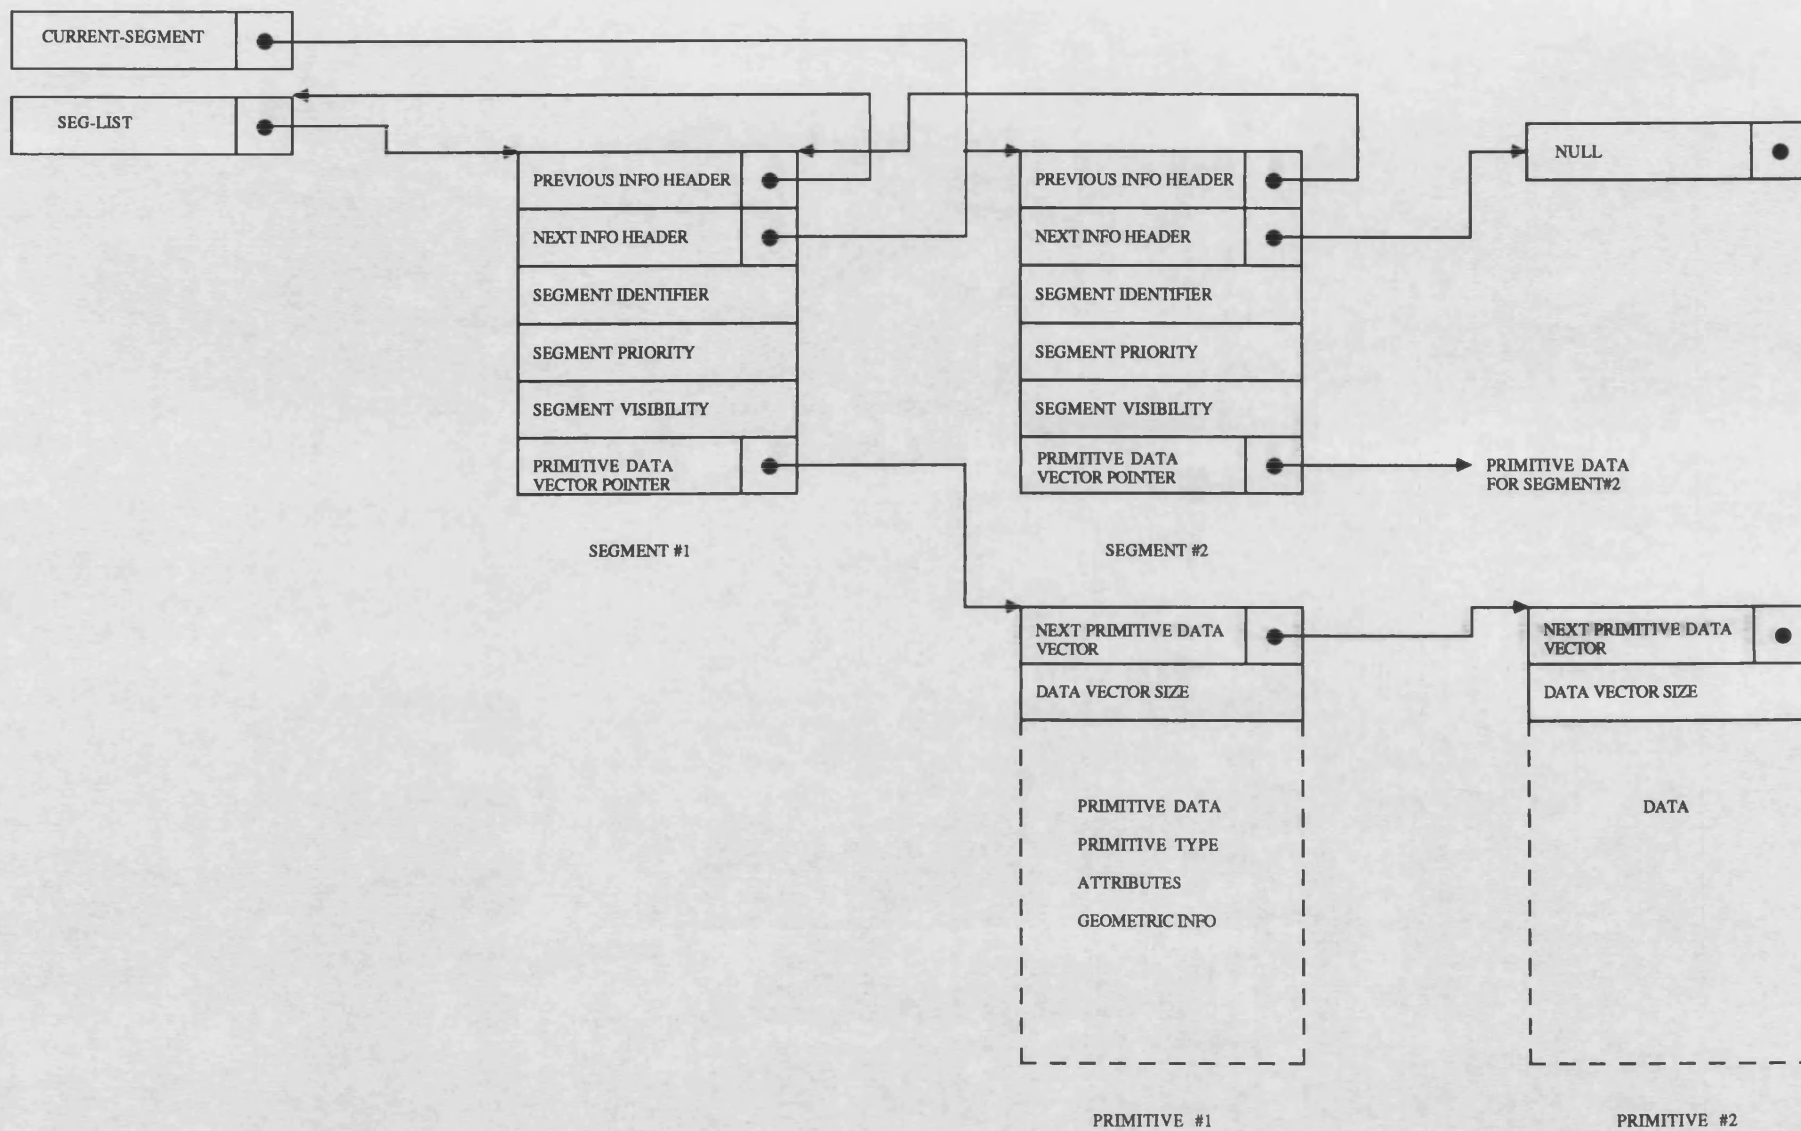 CURRENT-SEGMENT
SEG-LIST
PREVIOUS INFO HEADER
NEXT INFO HEADER
SEGMENT IDENTIFIER
SEGMENT PRIORITY
SEGMENT VISIBILITY
PRIMITIVE DATA
VECTOR POINTER
SEGMENT #1
PREVIOUS INFO HEADER
NEXT INFO HEADER
SEGMENT IDENTIFIER
SEGMENT PRIORITY
SEGMENT VISIBILITY
PRIMITIVE DATA
VECTOR POINTER
SEGMENT #2
NULL
PRIMITIVE DATA
FOR SEGMENT#2
NEXT PRIMITIVE DATA
VECTOR
DATA VECTOR SIZE
PRIMITIVE DATA
PRIMITIVE TYPE
ATTRIBUTES
GEOMETRIC INFO
PRIMITIVE #1
NEXT PRIMITIVE DATA
VECTOR
DATA VECTOR SIZE
DATA
PRIMITIVE #2